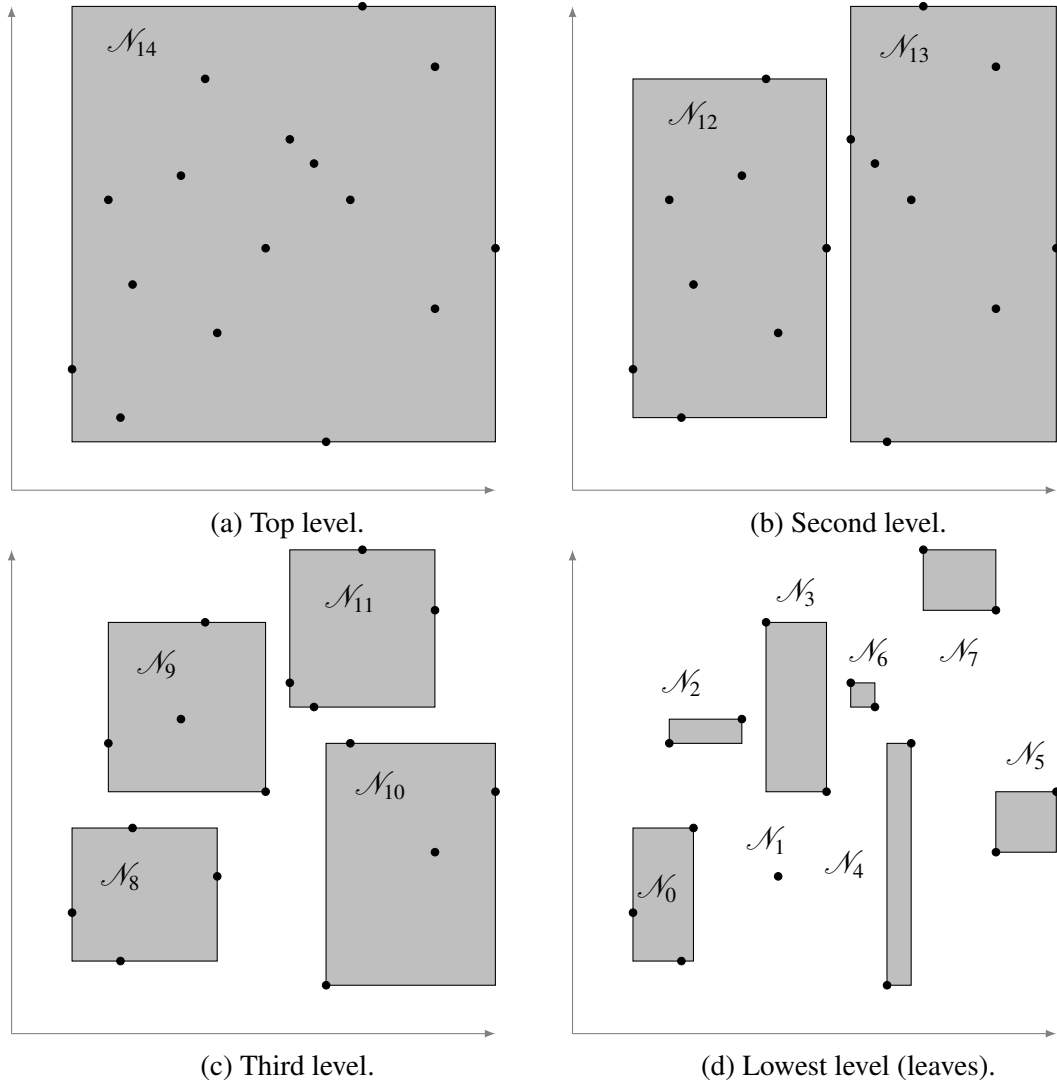 𝒩14
𝒩13
𝒩12
(a) Top level.
(b) Second level.
𝒩11
𝒩9
𝒩10
𝒩8
𝒩3
𝒩6
𝒩7
𝒩2
𝒩5
𝒩1
𝒩4
𝒩0
(c) Third level.
(d) Lowest level (leaves).